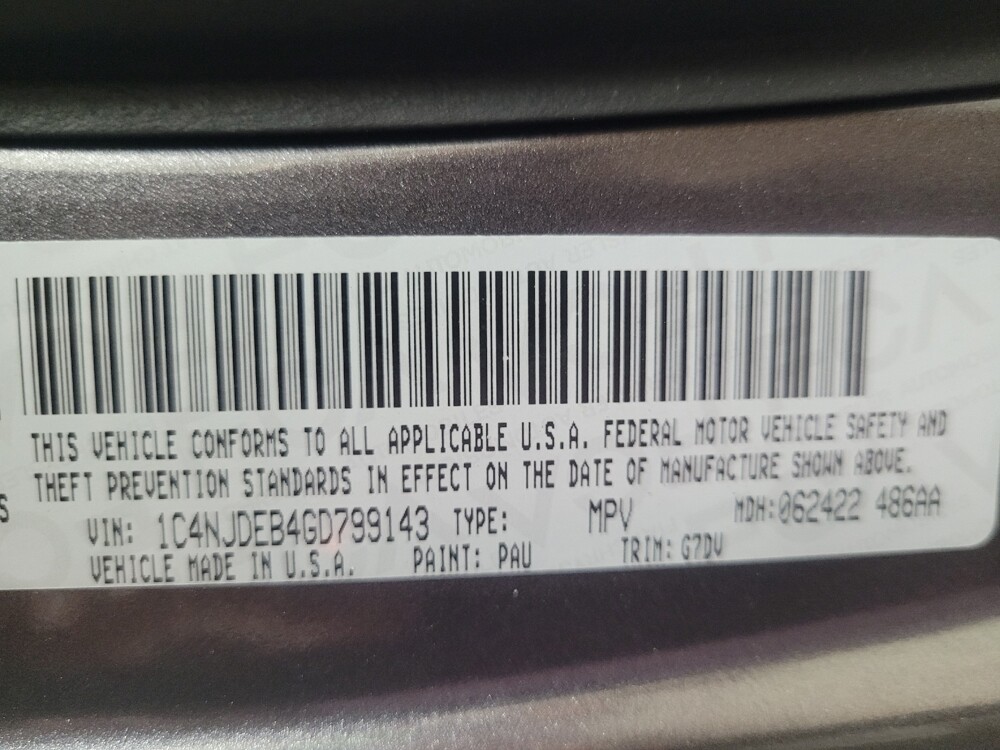 THIS VEHICLE CONFORMS TO ALL APPLICABLE U.S.A. FEDERAL MOTOR VEHICLE SAFETY AND
THEFT PREVENTION STANDARDS IN EFFECT ON THE DATE OF MANUFACTURE SHOWN ABOVE.
VIN: 1C4NJDEB4GD799143 TYPE: MPV MDH:062422 486AA
VEHICLE MADE IN U.S.A. PAINT: PAU TRIM: G7DV